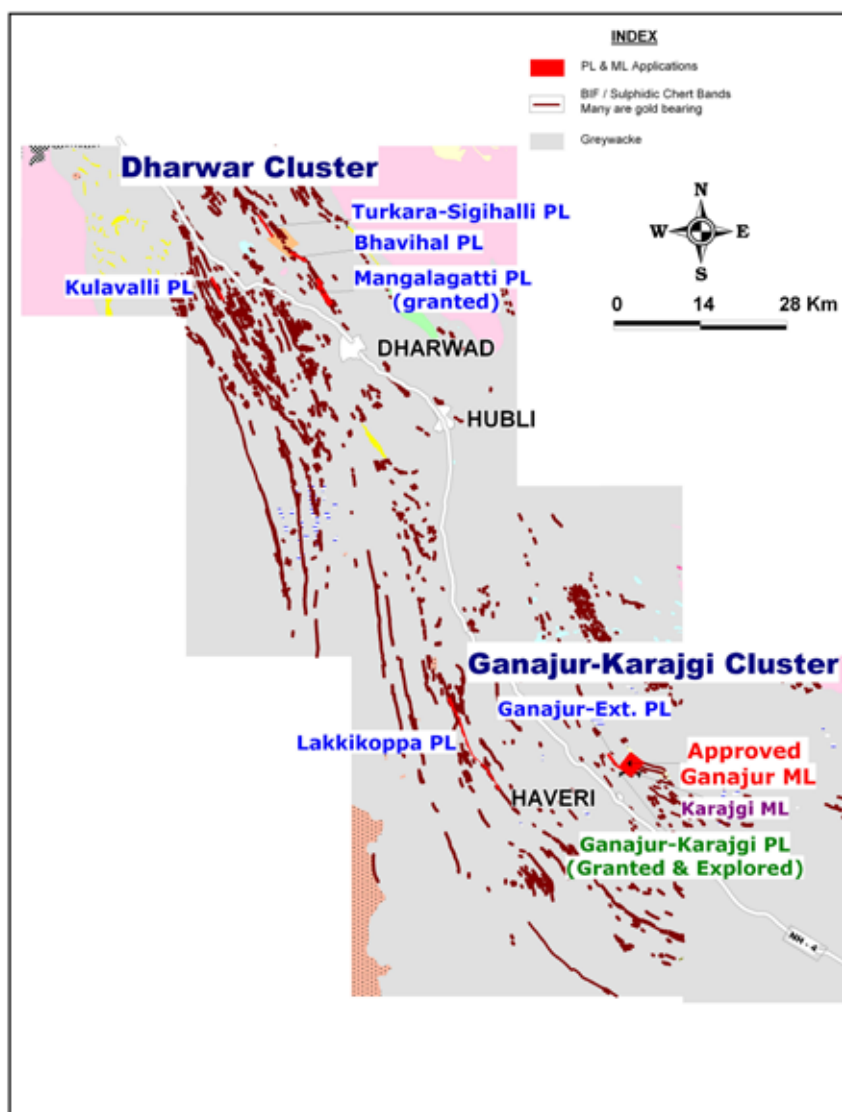 INDEX
PL & ML Applications
BIF / Sulphidic Chert Bands
Many are gold bearing
Greywacke
Dharwar Cluster
Turkara-Sigihalli PL
Bhavihal PL
Kulavalli PL
Mangalagatti PL
(granted)
N
W E
S
0 14 28 Km
DHARWAD
HUBLI
Ganajur-Karajgi Cluster
Ganajur-Ext. PL
Lakkikoppa PL
Approved
Ganajur ML
HAVERI
Karajgi ML
Ganajur-Karajgi PL
(Granted & Explored)
NH - 4